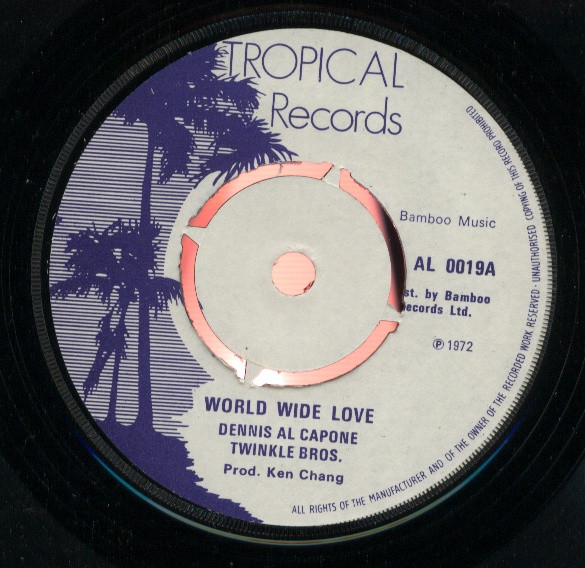 TROPICAL
Records
Bamboo Music
AL 0019A
st. by Bamboo
ecords Ltd.
℗ 1972
WORLD WIDE LOVE
DENNIS AL CAPONE
TWINKLE BROS.
Prod. Ken Chang
ALL RIGHTS OF THE MANUFACTURER AND OF THE OWNER OF THE RECORDED WORK RESERVED · UNAUTHORISED COPYING OF THIS RECORD PROHIBITED